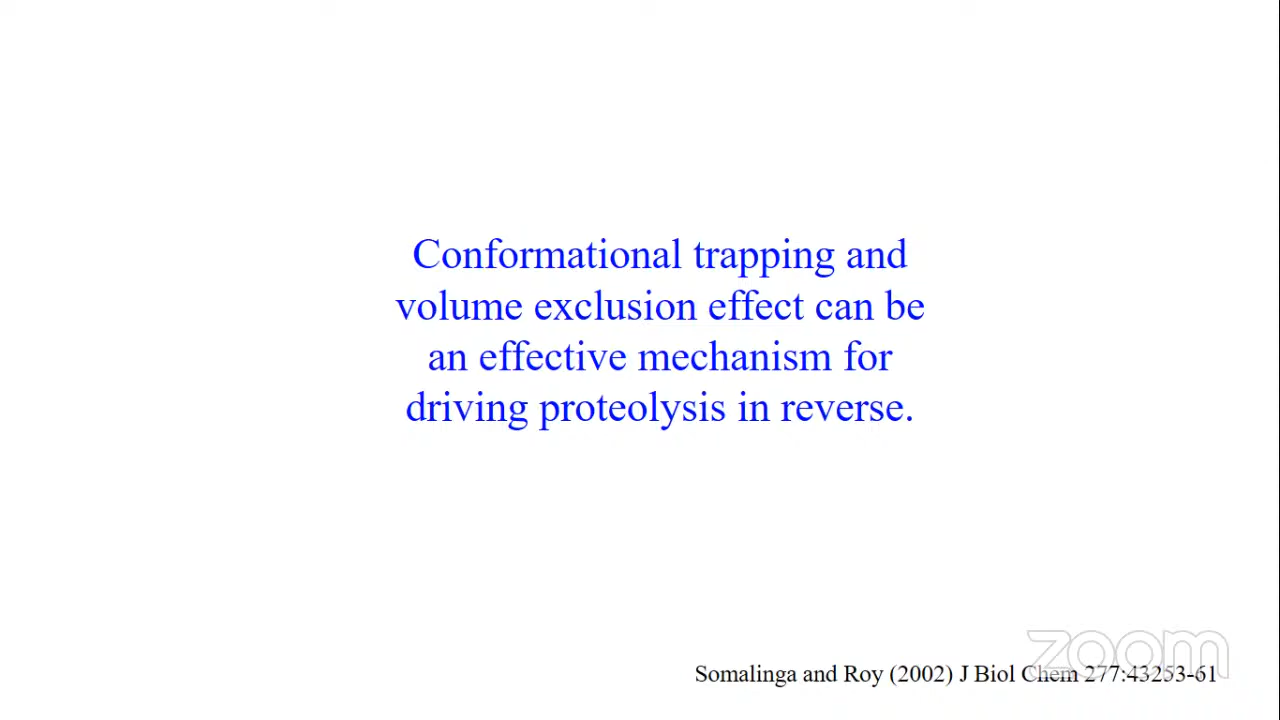 Conformational trapping and
volume exclusion effect can be
an effective mechanism for
driving proteolysis in reverse.
zoom
Somalinga and Roy (2002) J Biol Chem 277:43253-61